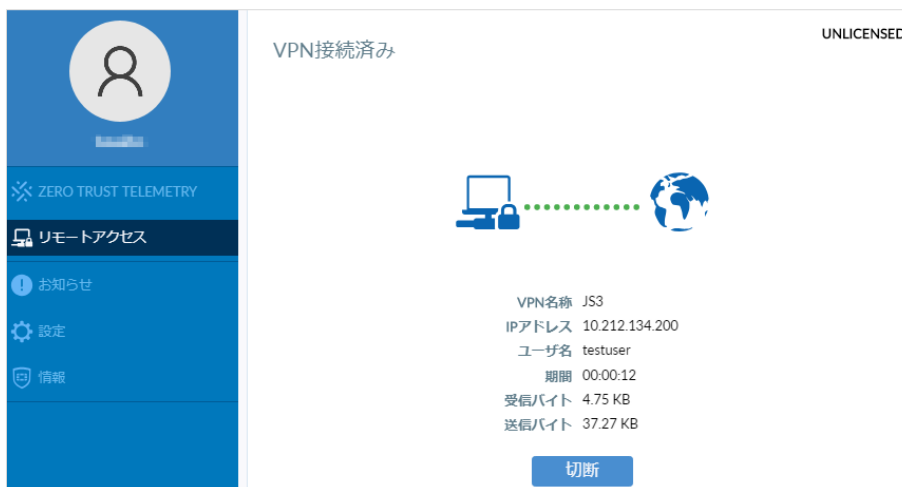 VPN接続済み
UNLICENSED
ZERO TRUST TELEMETRY
リモートアクセス
お知らせ
設定
情報
VPN名称 JS3
IPアドレス 10.212.134.200
ユーザ名 testuser
期間 00:00:12
受信バイト 4.75 KB
送信バイト 37.27 KB
切断